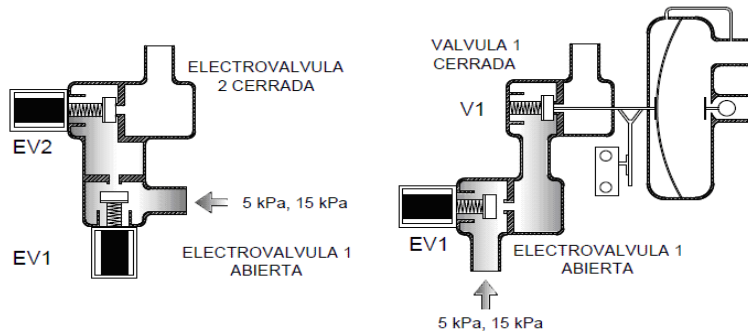 ELECTROVALVULA
2 CERRADA
EV2
5 kPa, 15 kPa
EV1
ELECTROVALVULA 1
ABIERTA
VALVULA 1
CERRADA
V1
EV1
ELECTROVALVULA 1
ABIERTA
5 kPa, 15 kPa